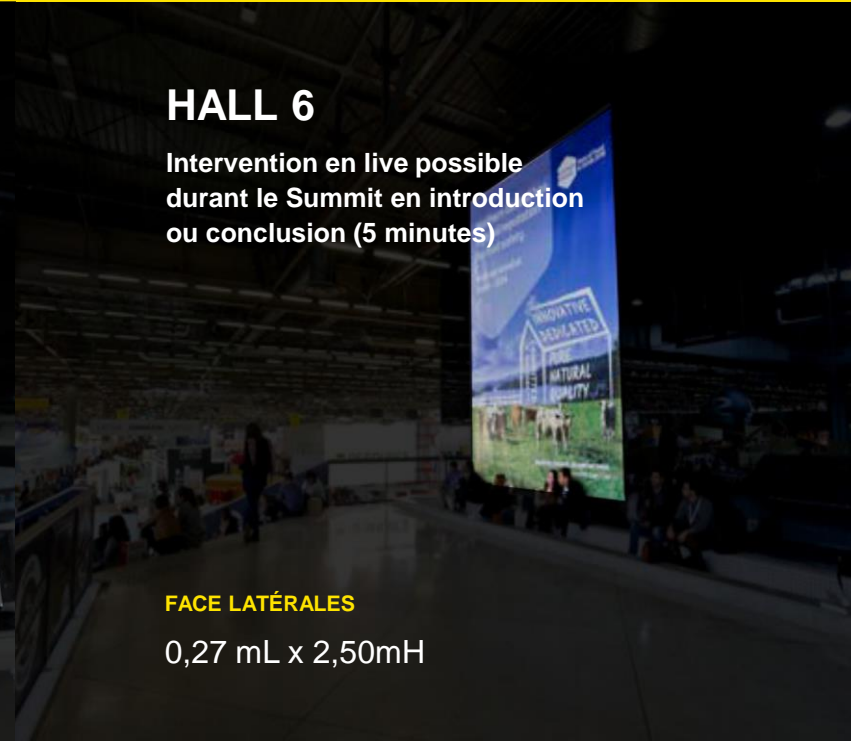 HALL 6
Intervention en live possible
durant le Summit en introduction
ou conclusion (5 minutes)
INNOVATIVE
DEDICATED
PURE
NATURAL
QUALITY
FACE LATÉRALES
0,27 mL x 2,50mH